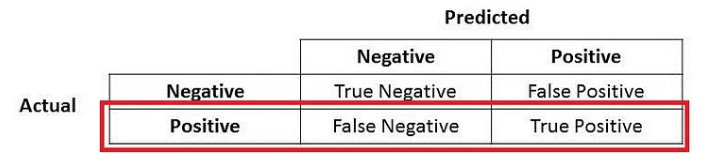 Predicted
Negative Positive
Negative True Negative False Positive
Actual
Positive False Negative True Positive